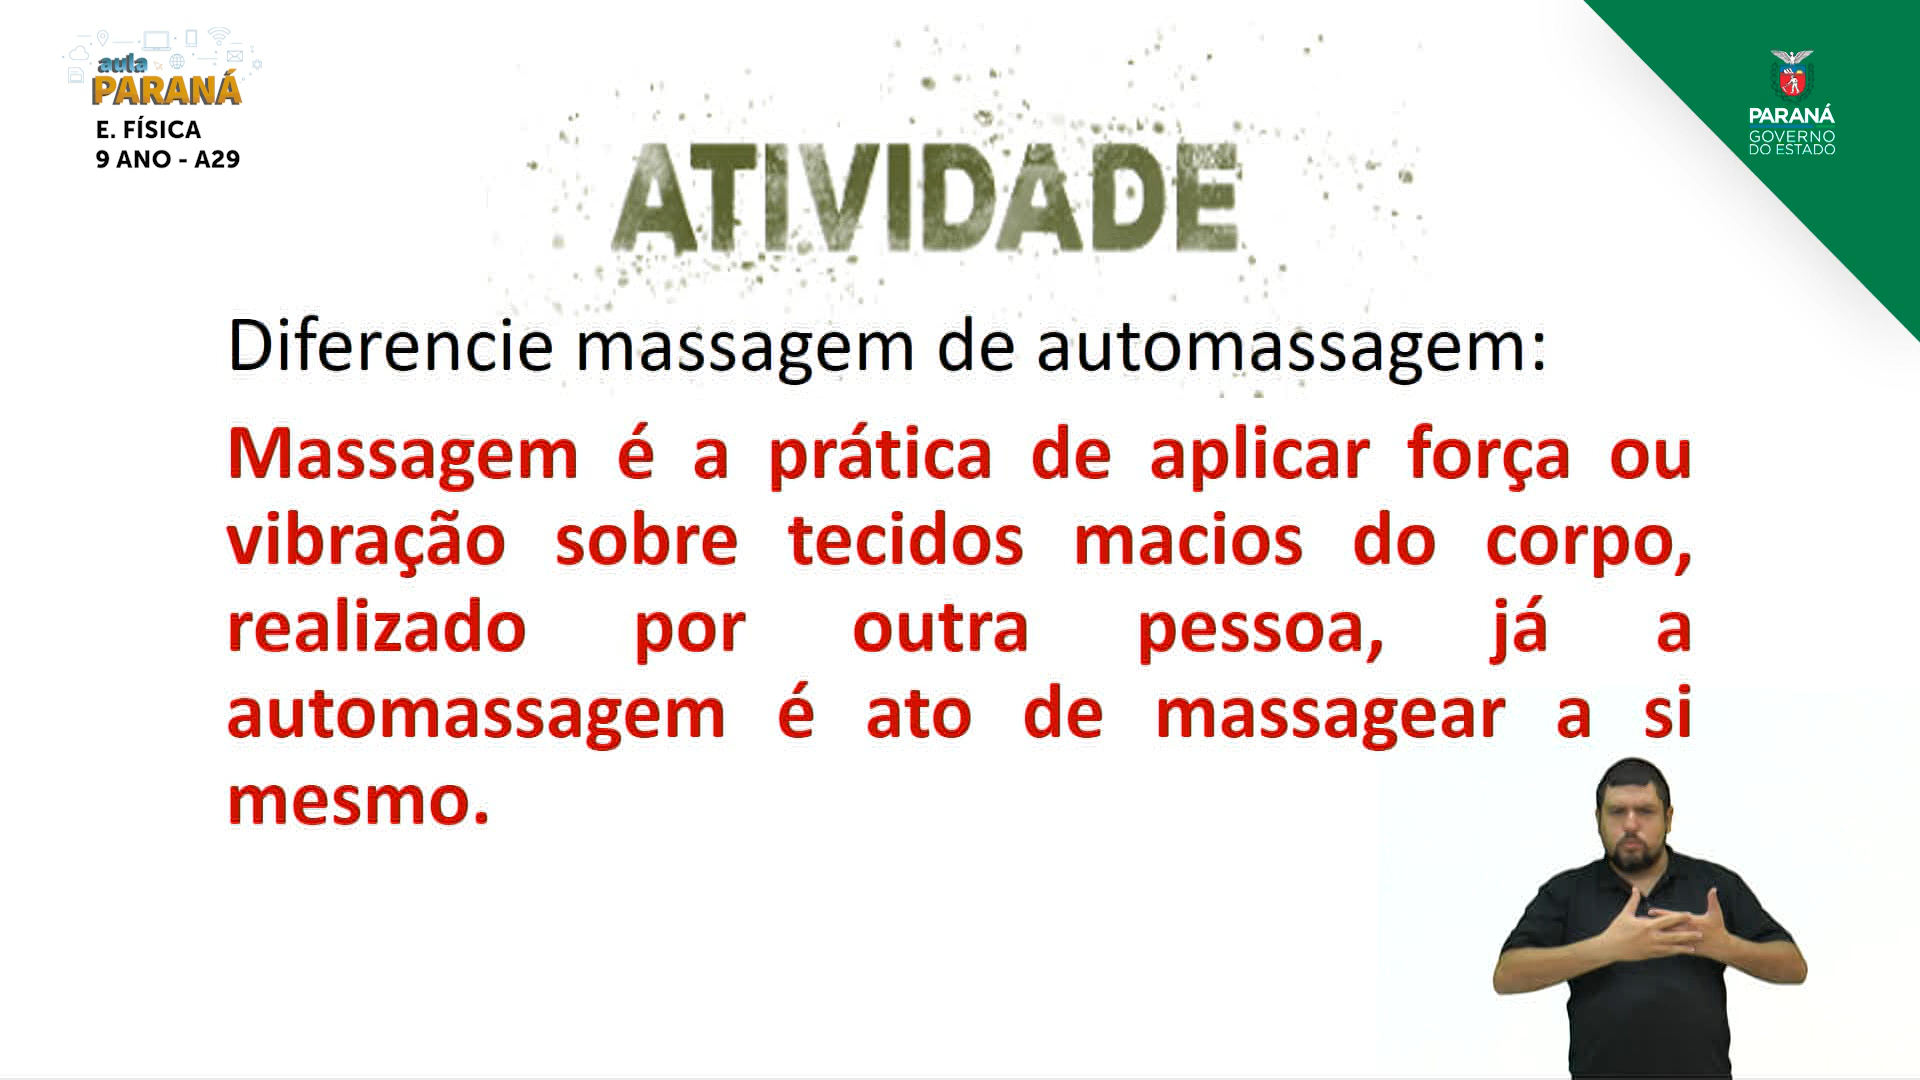 aula
PARANÁ
E. FÍSICA
9 ANO - A29
PARANÁ
GOVERNO
DO ESTADO
ATIVIDADE
Diferencie massagem de automassagem:
Massagem é a prática de aplicar força ou
vibração sobre tecidos macios do corpo,
realizado por outra pessoa, já a
automassagem é ato de massagear a si
mesmo.